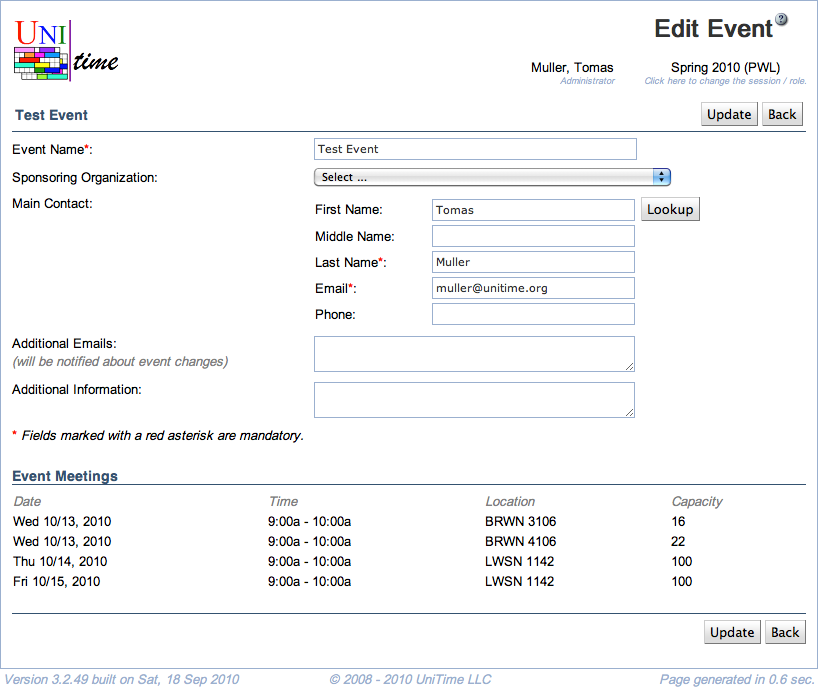 UNI time
Edit Event ?
Muller, Tomas Spring 2010 (PWL)
Administrator Click here to change the session / role.
Test Event Update Back
Event Name*: Test Event
Sponsoring Organization: Select ...
Main Contact:
First Name: Tomas Lookup
Middle Name:
Last Name*: Muller
Email*: muller@unitime.org
Phone:
Additional Emails:
(will be notified about event changes)
Additional Information:
* Fields marked with a red asterisk are mandatory.
Event Meetings
Date Time Location Capacity
Wed 10/13, 2010 9:00a - 10:00a BRWN 3106 16
Wed 10/13, 2010 9:00a - 10:00a BRWN 4106 22
Thu 10/14, 2010 9:00a - 10:00a LWSN 1142 100
Fri 10/15, 2010 9:00a - 10:00a LWSN 1142 100
Update Back
Version 3.2.49 built on Sat, 18 Sep 2010 © 2008 - 2010 UniTime LLC Page generated in 0.6 sec.